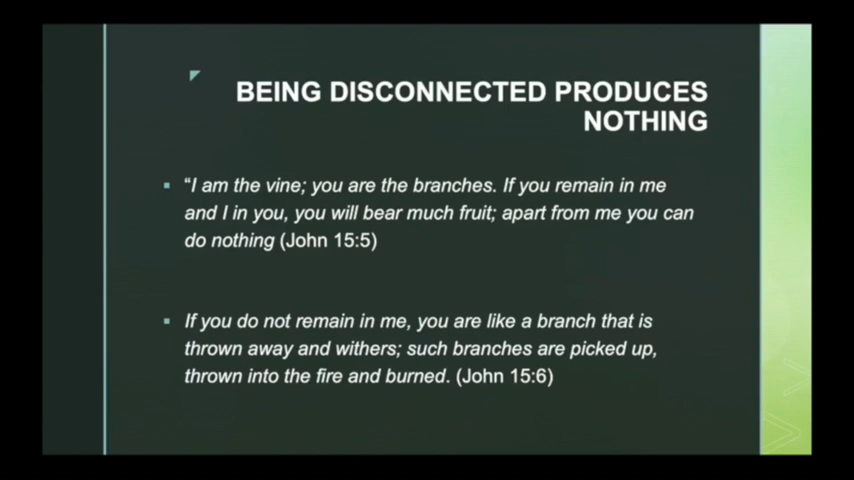 BEING DISCONNECTED PRODUCES
NOTHING
▪ “I am the vine; you are the branches. If you remain in me
and I in you, you will bear much fruit; apart from me you can
do nothing (John 15:5)
▪ If you do not remain in me, you are like a branch that is
thrown away and withers; such branches are picked up,
thrown into the fire and burned. (John 15:6)